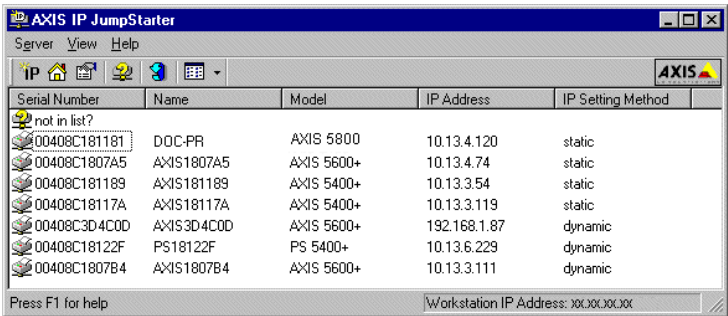 AXIS IP JumpStarter
Server View Help
IP AXIS
Serial Number Name Model IP Address IP Setting Method
not in list?
00408C181181 DOC-PR AXIS 5800 10.13.4.120 static
00408C1807A5 AXIS1807A5 AXIS 5600+ 10.13.4.74 static
00408C181189 AXIS181189 AXIS 5400+ 10.13.3.54 static
00408C18117A AXIS18117A AXIS 5400+ 10.13.3.119 static
00408C3D4C0D AXIS3D4C0D AXIS 5600+ 192.168.1.87 dynamic
00408C18122F PS18122F PS 5400+ 10.13.6.229 dynamic
00408C1807B4 AXIS1807B4 AXIS 5600+ 10.13.3.111 dynamic
Press F1 for help Workstation IP Address: xx.xx.xx.xx